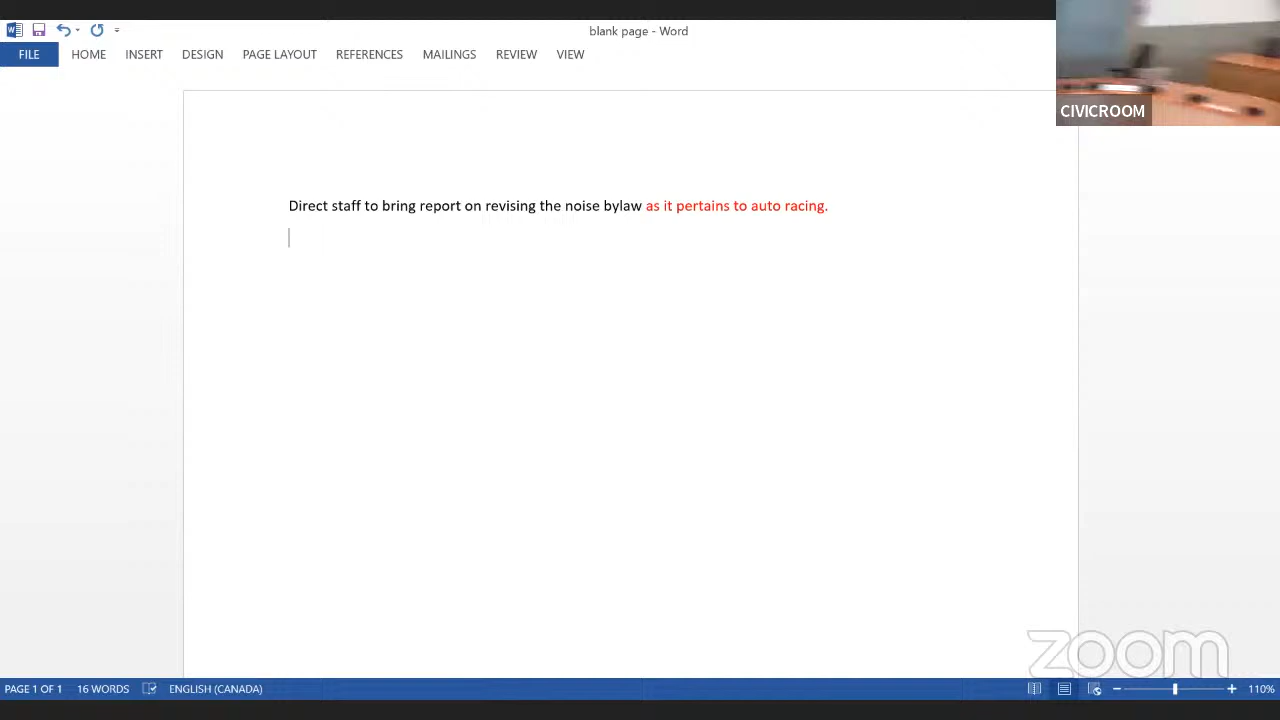 blank page - Word
FILE HOME INSERT DESIGN PAGE LAYOUT REFERENCES MAILINGS REVIEW VIEW
CIVICROOM
Direct staff to bring report on revising the noise bylaw as it pertains to auto racing.
zoom
PAGE 1 OF 1 16 WORDS ENGLISH (CANADA) 110%